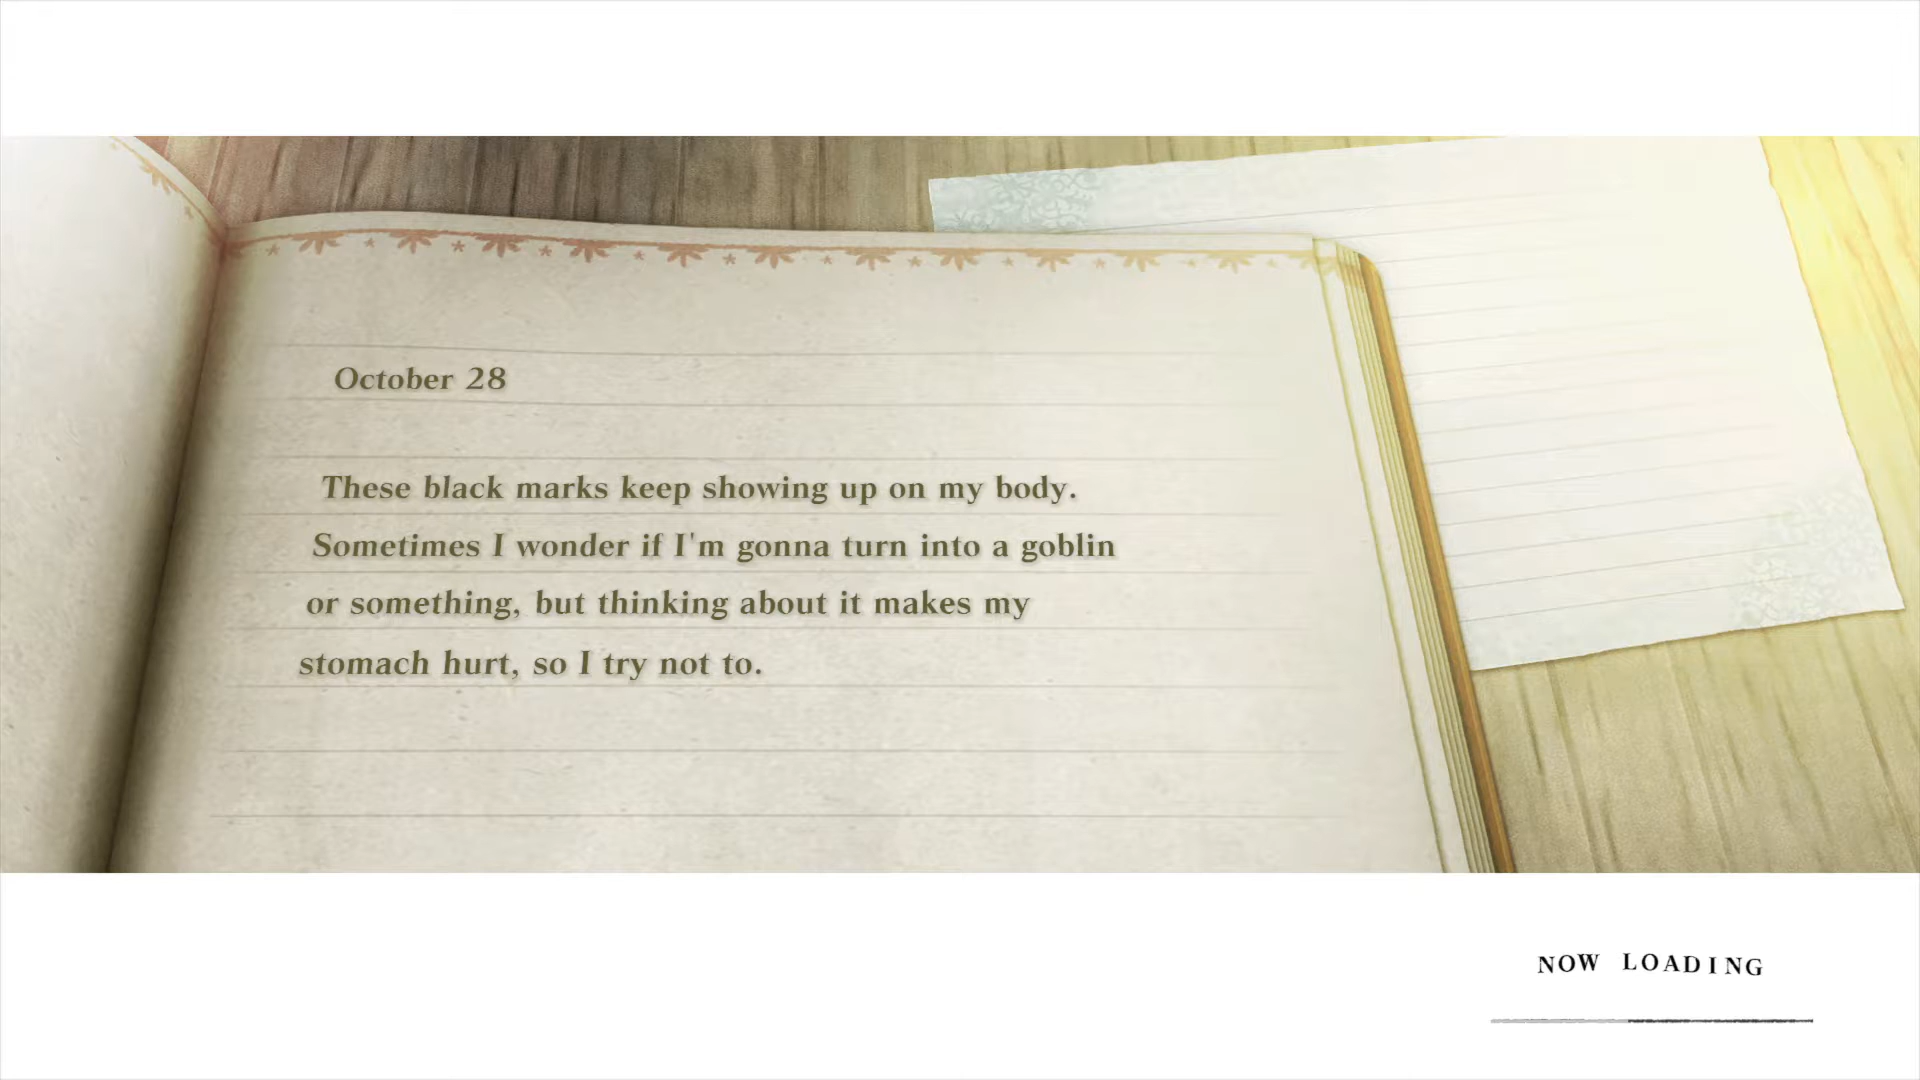 October 28
These black marks keep showing up on my body.
Sometimes I wonder if I'm gonna turn into a goblin
or something, but thinking about it makes my
stomach hurt, so I try not to.
NOW LOADING